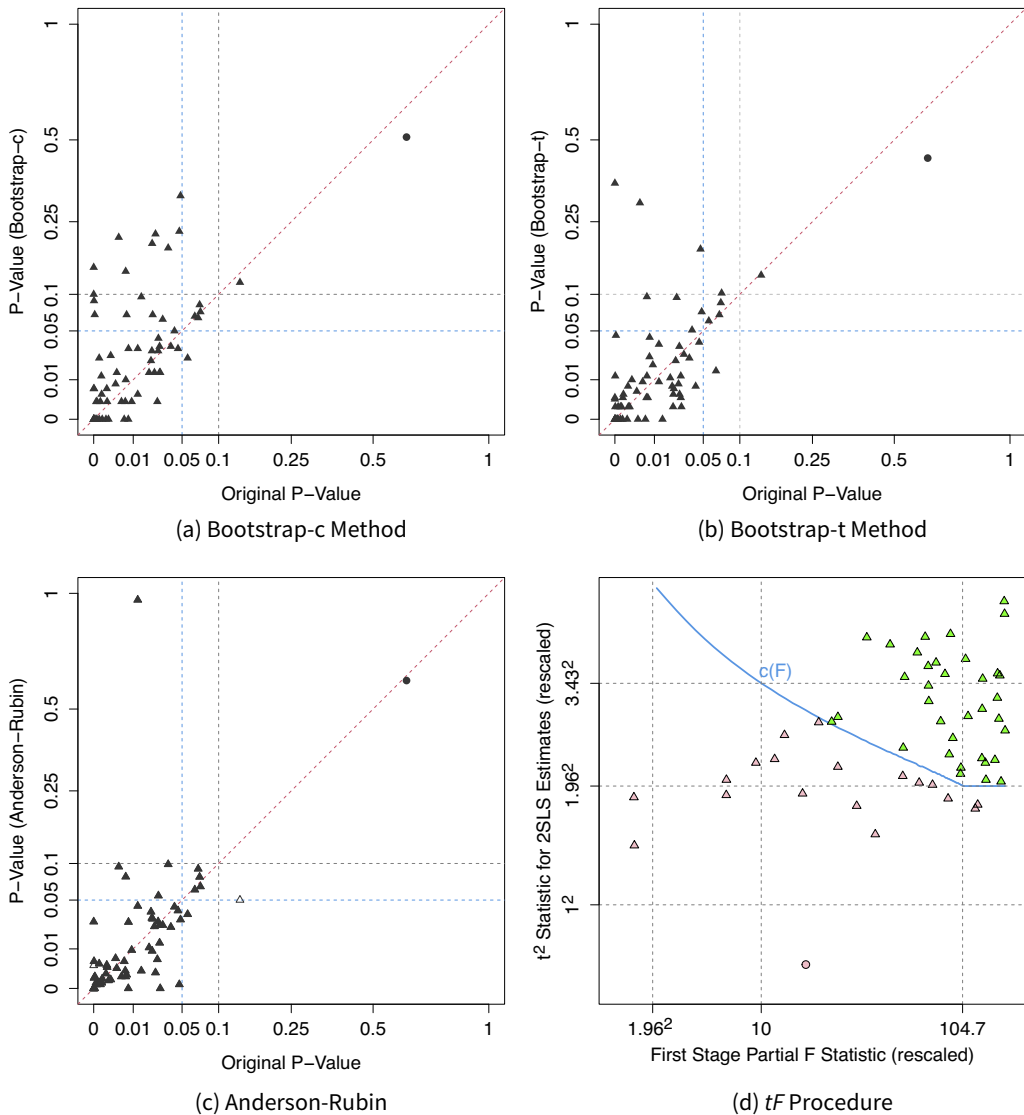 P−Value (Bootstrap−c)
1
0.5
0.25
0.1
0.05
0.01
0
0 0.01 0.05 0.1 0.25 0.5 1
Original P−Value
(a) Bootstrap-c Method
P−Value (Bootstrap−t)
1
0.5
0.25
0.1
0.05
0.01
0
0 0.01 0.05 0.1 0.25 0.5 1
Original P−Value
(b) Bootstrap-t Method
P−Value (Anderson−Rubin)
1
0.5
0.25
0.1
0.05
0.01
0
0 0.01 0.05 0.1 0.25 0.5 1
Original P−Value
(c) Anderson-Rubin
t² Statistic for 2SLS Estimates (rescaled)
3.43²
1.96²
1²
c(F)
1.96² 10 104.7
First Stage Partial F Statistic (rescaled)
(d) tF Procedure